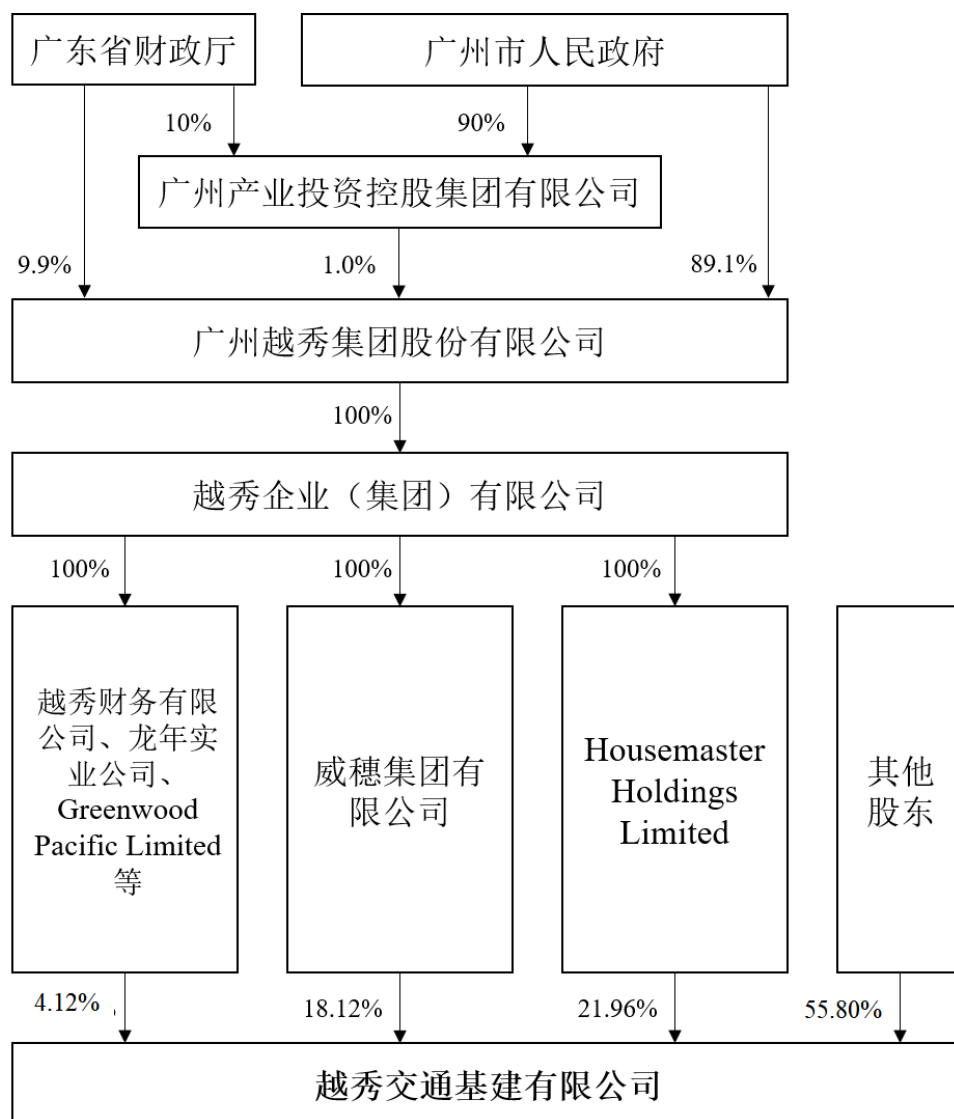 广东省财政厅
广州市人民政府
10%
90%
广州产业投资控股集团有限公司
9.9%
1.0%
89.1%
广州越秀集团股份有限公司
100%
越秀企业（集团）有限公司
100%
100%
100%
越秀财务有限
公司、龙年实
业公司、
Greenwood
Pacific Limited
等
威穗集团有
限公司
Housemaster
Holdings
Limited
其他
股东
4.12%
18.12%
21.96%
55.80%
越秀交通基建有限公司